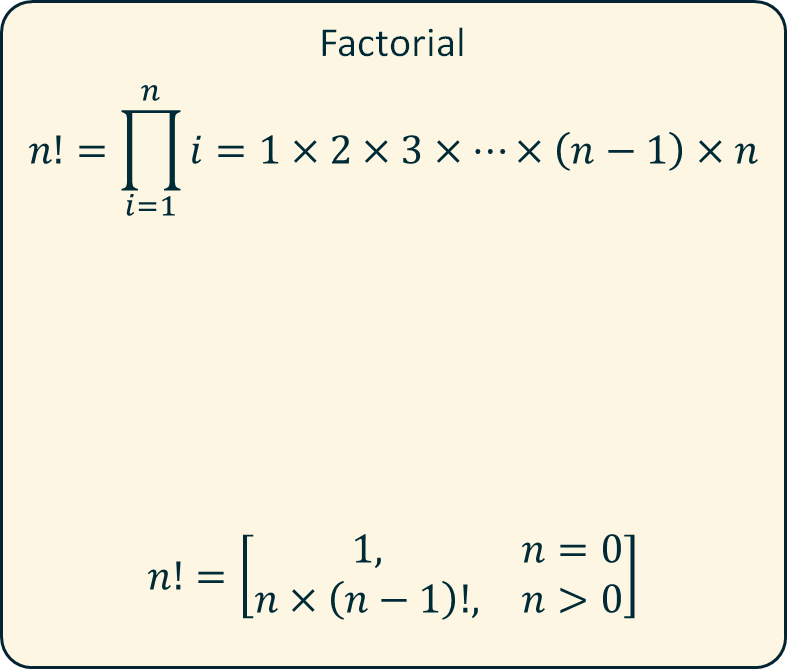 Factorial
n! = ∏_{i=1}^{n} i = 1 × 2 × 3 × ⋯ × (n − 1) × n
n! = [1, n = 0
n × (n − 1)!, n > 0]